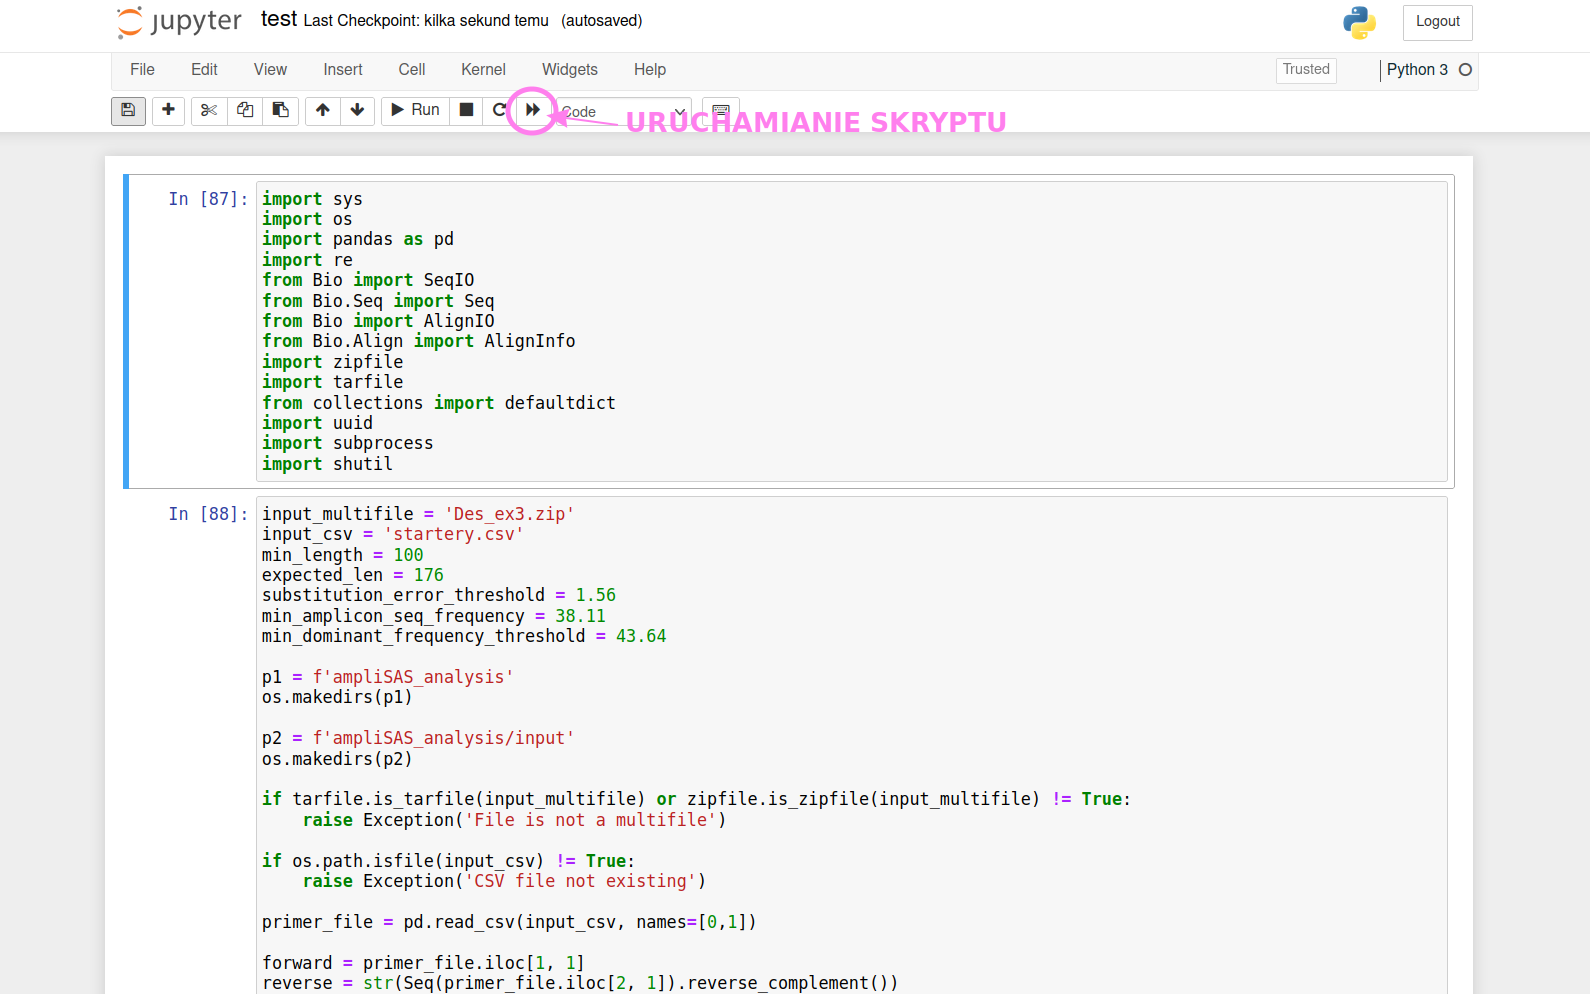 jupyter test Last Checkpoint: kilka sekund temu (autosaved)
Logout
File Edit View Insert Cell Kernel Widgets Help
Trusted
Python 3
Run
Code
URUCHAMIANIE SKRYPTU
In [87]:
import sys
import os
import pandas as pd
import re
from Bio import SeqIO
from Bio.Seq import Seq
from Bio import AlignIO
from Bio.Align import AlignInfo
import zipfile
import tarfile
from collections import defaultdict
import uuid
import subprocess
import shutil
In [88]:
input_multifile = 'Des_ex3.zip'
input_csv = 'startery.csv'
min_length = 100
expected_len = 176
substitution_error_threshold = 1.56
min_amplicon_seq_frequency = 38.11
min_dominant_frequency_threshold = 43.64
p1 = f'ampliSAS_analysis'
os.makedirs(p1)
p2 = f'ampliSAS_analysis/input'
os.makedirs(p2)
if tarfile.is_tarfile(input_multifile) or zipfile.is_zipfile(input_multifile) != True:
    raise Exception('File is not a multifile')
if os.path.isfile(input_csv) != True:
    raise Exception('CSV file not existing')
primer_file = pd.read_csv(input_csv, names=[0,1])
forward = primer_file.iloc[1, 1]
reverse = str(Seq(primer_file.iloc[2, 1]).reverse_complement())